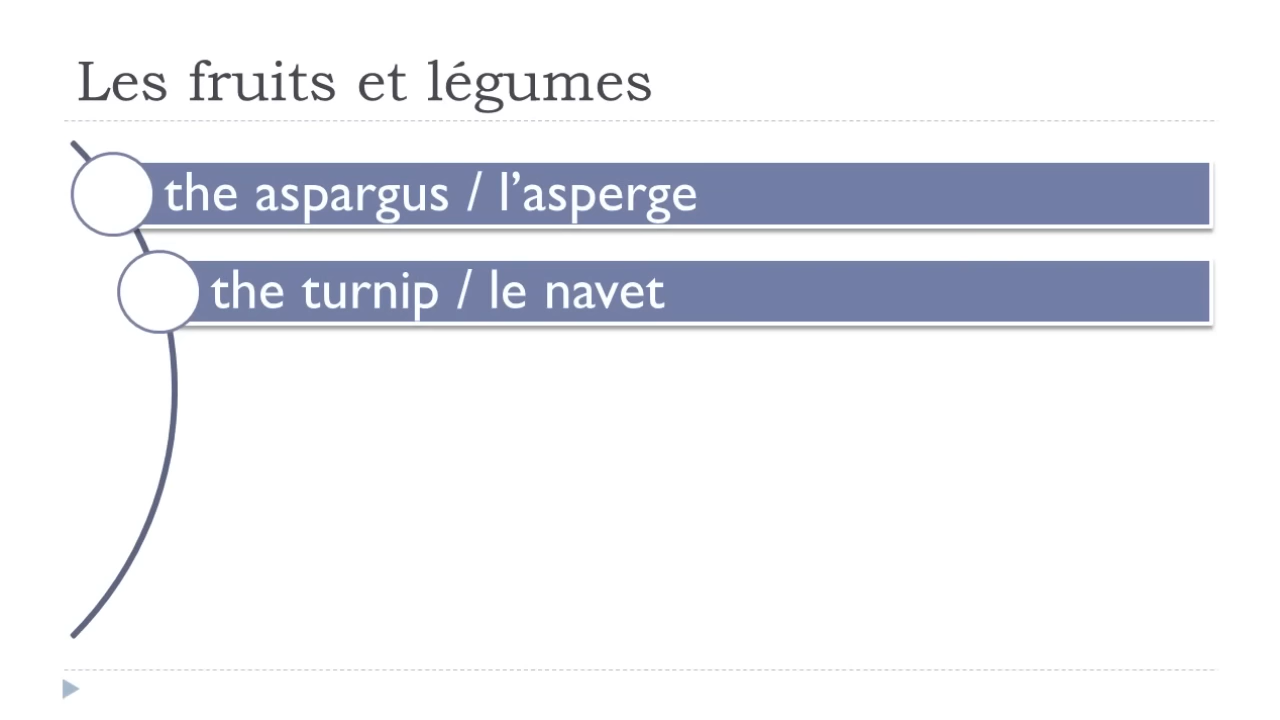 Les fruits et légumes
the aspargus / l’asperge
the turnip / le navet